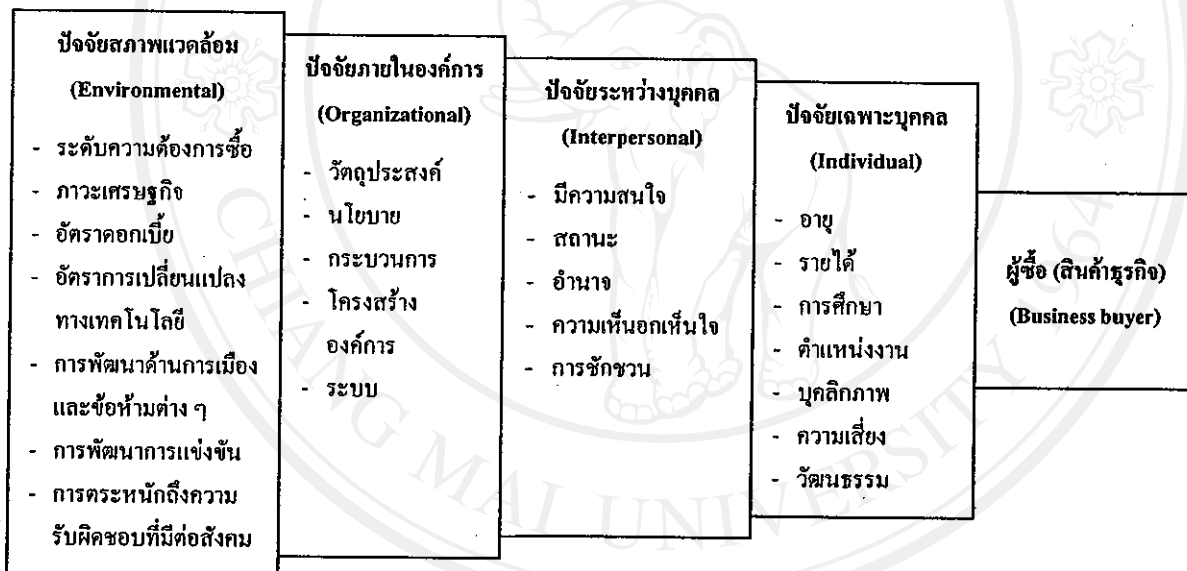 ปัจจัยสภาพแวดล้อม
(Environmental)
- ระดับความต้องการซื้อ
- ภาวะเศรษฐกิจ
- อัตราดอกเบี้ย
- อัตราการเปลี่ยนแปลง
ทางเทคโนโลยี
- การพัฒนาด้านการเมือง
และข้อห้ามต่าง ๆ
- การพัฒนาการแข่งขัน
- การตระหนักถึงความ
รับผิดชอบที่มีต่อสังคม
ปัจจัยภายในองค์การ
(Organizational)
- วัตถุประสงค์
- นโยบาย
- กระบวนการ
- โครงสร้าง
องค์การ
- ระบบ
ปัจจัยระหว่างบุคคล
(Interpersonal)
- มีความสนใจ
- สถานะ
- อำนาจ
- ความเห็นอกเห็นใจ
- การชักชวน
ปัจจัยเฉพาะบุคคล
(Individual)
- อายุ
- รายได้
- การศึกษา
- ตำแหน่งงาน
- บุคลิกภาพ
- ความเสี่ยง
- วัฒนธรรม
ผู้ซื้อ (สินค้าธุรกิจ)
(Business buyer)
CHIANG MAI UNIVERSITY 1964